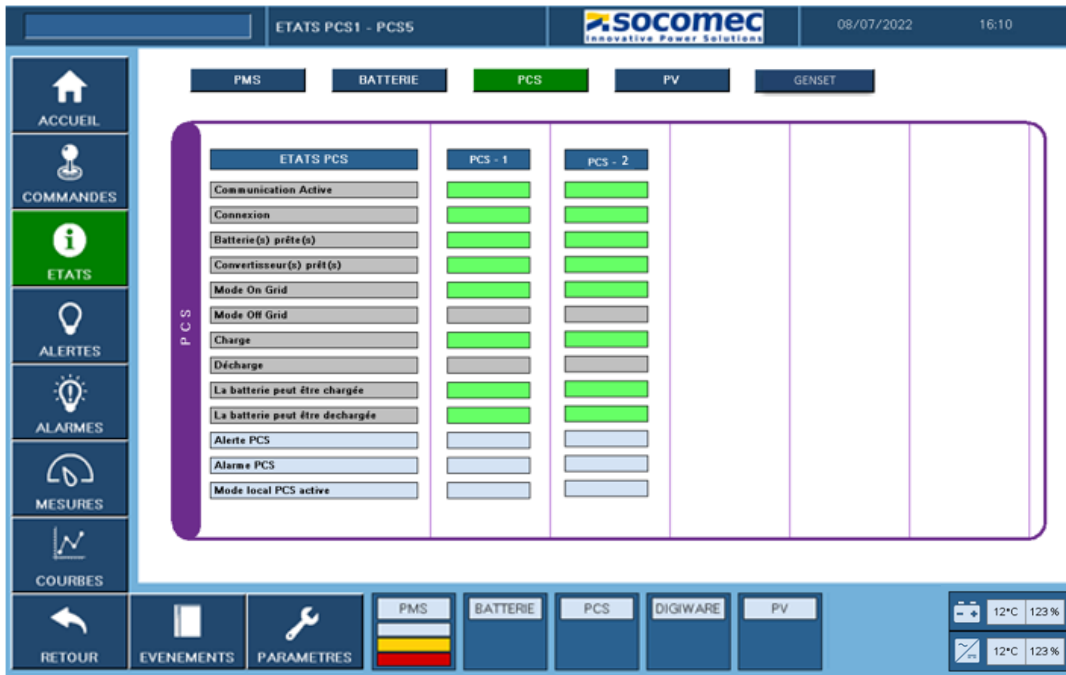 ETATS PCS1 - PCS5
socomec
Innovative Power Solutions
08/07/2022
16:10
PMS
BATTERIE
PCS
PV
GENSET
ACCUEIL
COMMANDES
ETATS
ALERTES
ALARMES
MESURES
COURBES
PCS
ETATS PCS
PCS - 1
PCS - 2
Communication Active
Connexion
Batterie(s) prête(s)
Convertisseur(s) prêt(s)
Mode On Grid
Mode Off Grid
Charge
Décharge
La batterie peut être chargée
La batterie peut être dechargée
Alerte PCS
Alarme PCS
Mode local PCS active
RETOUR
EVENEMENTS
PARAMETRES
PMS
BATTERIE
PCS
DIGIWARE
PV
12°C 123 %
12°C 123 %